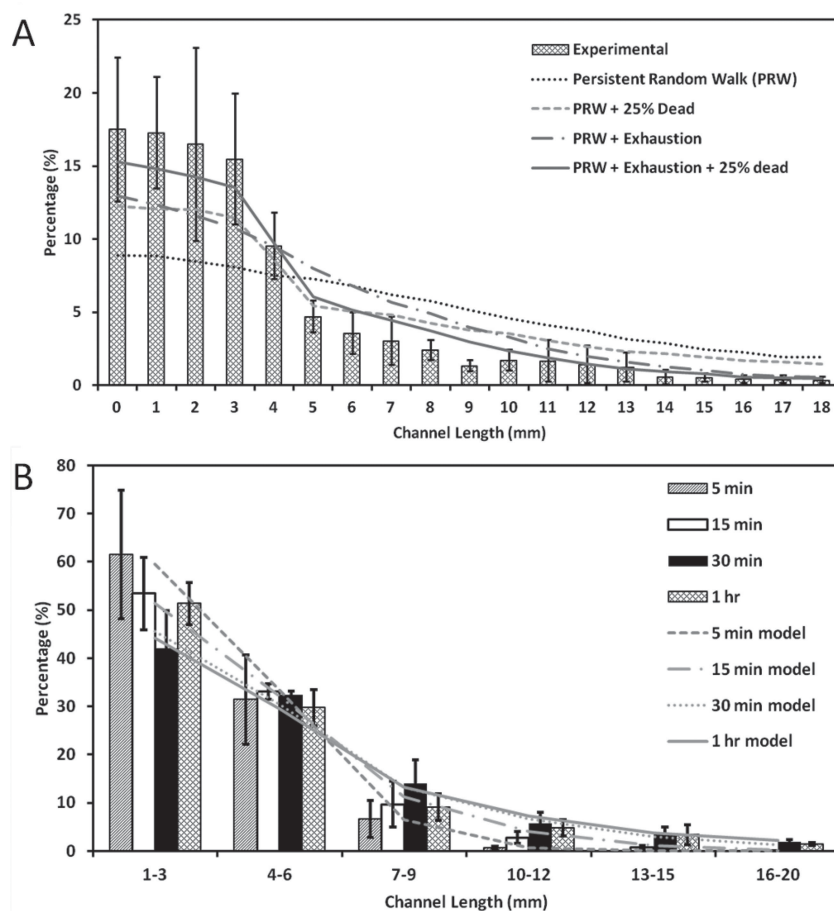 A
25
20
15
10
5
0
Percentage (%)
Experimental
Persistent Random Walk (PRW)
PRW + 25% Dead
PRW + Exhaustion
PRW + Exhaustion + 25% dead
0 1 2 3 4 5 6 7 8 9 10 11 12 13 14 15 16 17 18
Channel Length (mm)
B
80
70
60
50
40
30
20
10
0
Percentage (%)
5 min
15 min
30 min
1 hr
5 min model
15 min model
30 min model
1 hr model
1-3 4-6 7-9 10-12 13-15 16-20
Channel Length (mm)